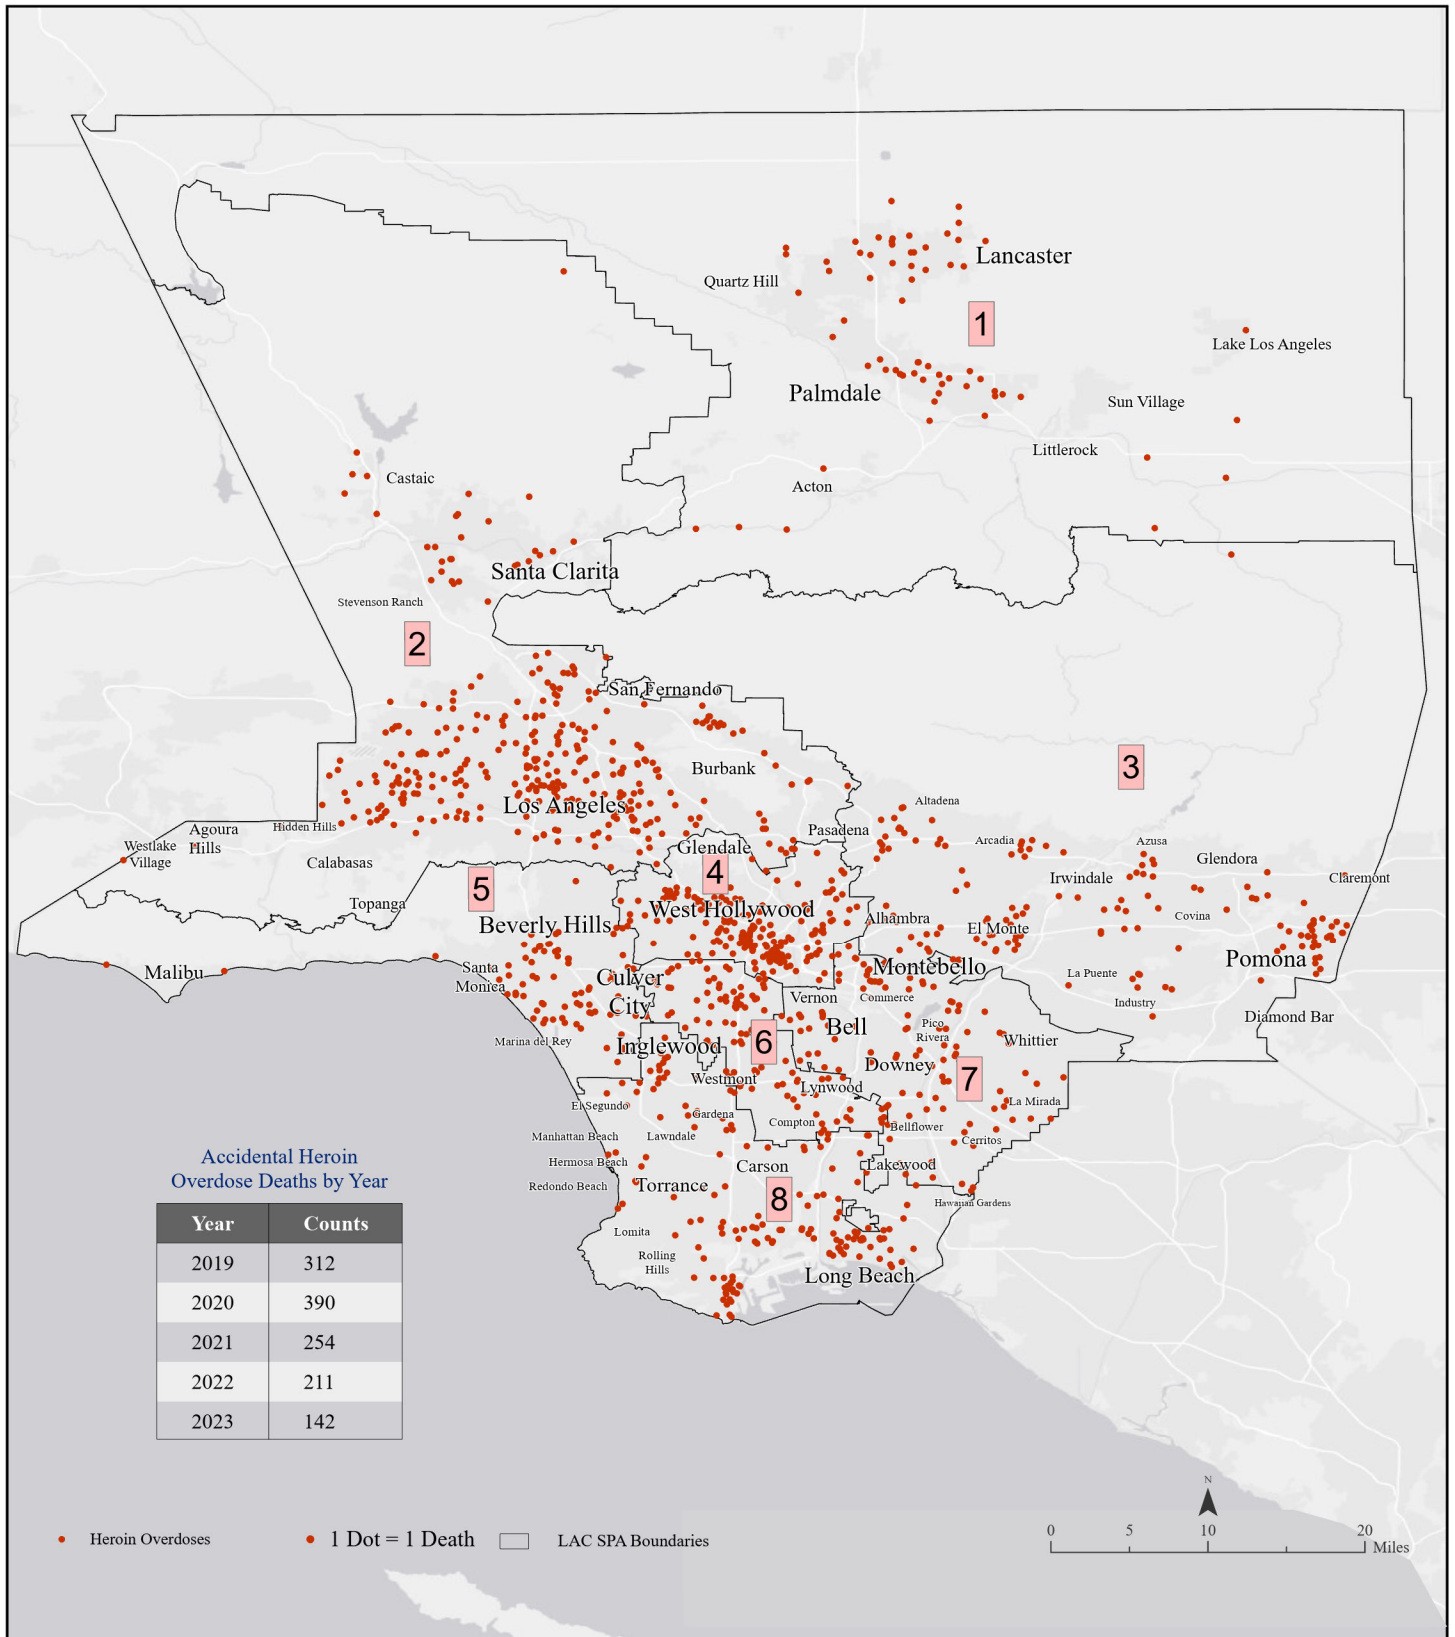 Lancaster
Quartz Hill
1
Lake Los Angeles
Palmdale
Sun Village
Littlerock
Castaic
Acton
Santa Clarita
Stevenson Ranch
2
San Fernando
3
Burbank
Los Angeles
Altadena
Hidden Hills
Agoura
Hills
Pasadena
Arcadia
Azusa
Westlake
Village
Glendale
Glendora
Calabasas
4
Irwindale
Claremont
5
Topanga
West Hollywood
Beverly Hills
Alhambra
Covina
El Monte
Pomona
Malibu
Santa
Monica
Culver
City
Montebello
La Puente
Vernon
Commerce
Industry
Diamond Bar
Bell
Pico
Rivera
Marina del Rey
Inglewood
6
Whittier
Downey
7
Westmont
Lynwood
El Segundo
Gardena
La Mirada
Compton
Bellflower
Manhattan Beach
Lawndale
Cerritos
Hermosa Beach
Carson
Lakewood
Redondo Beach
Torrance
8
Hawaiian Gardens
Lomita
Rolling
Hills
Long Beach
Accidental Heroin
Overdose Deaths by Year
Year Counts
2019 312
2020 390
2021 254
2022 211
2023 142
Heroin Overdoses
1 Dot = 1 Death
LAC SPA Boundaries
N
0 5 10 20
Miles